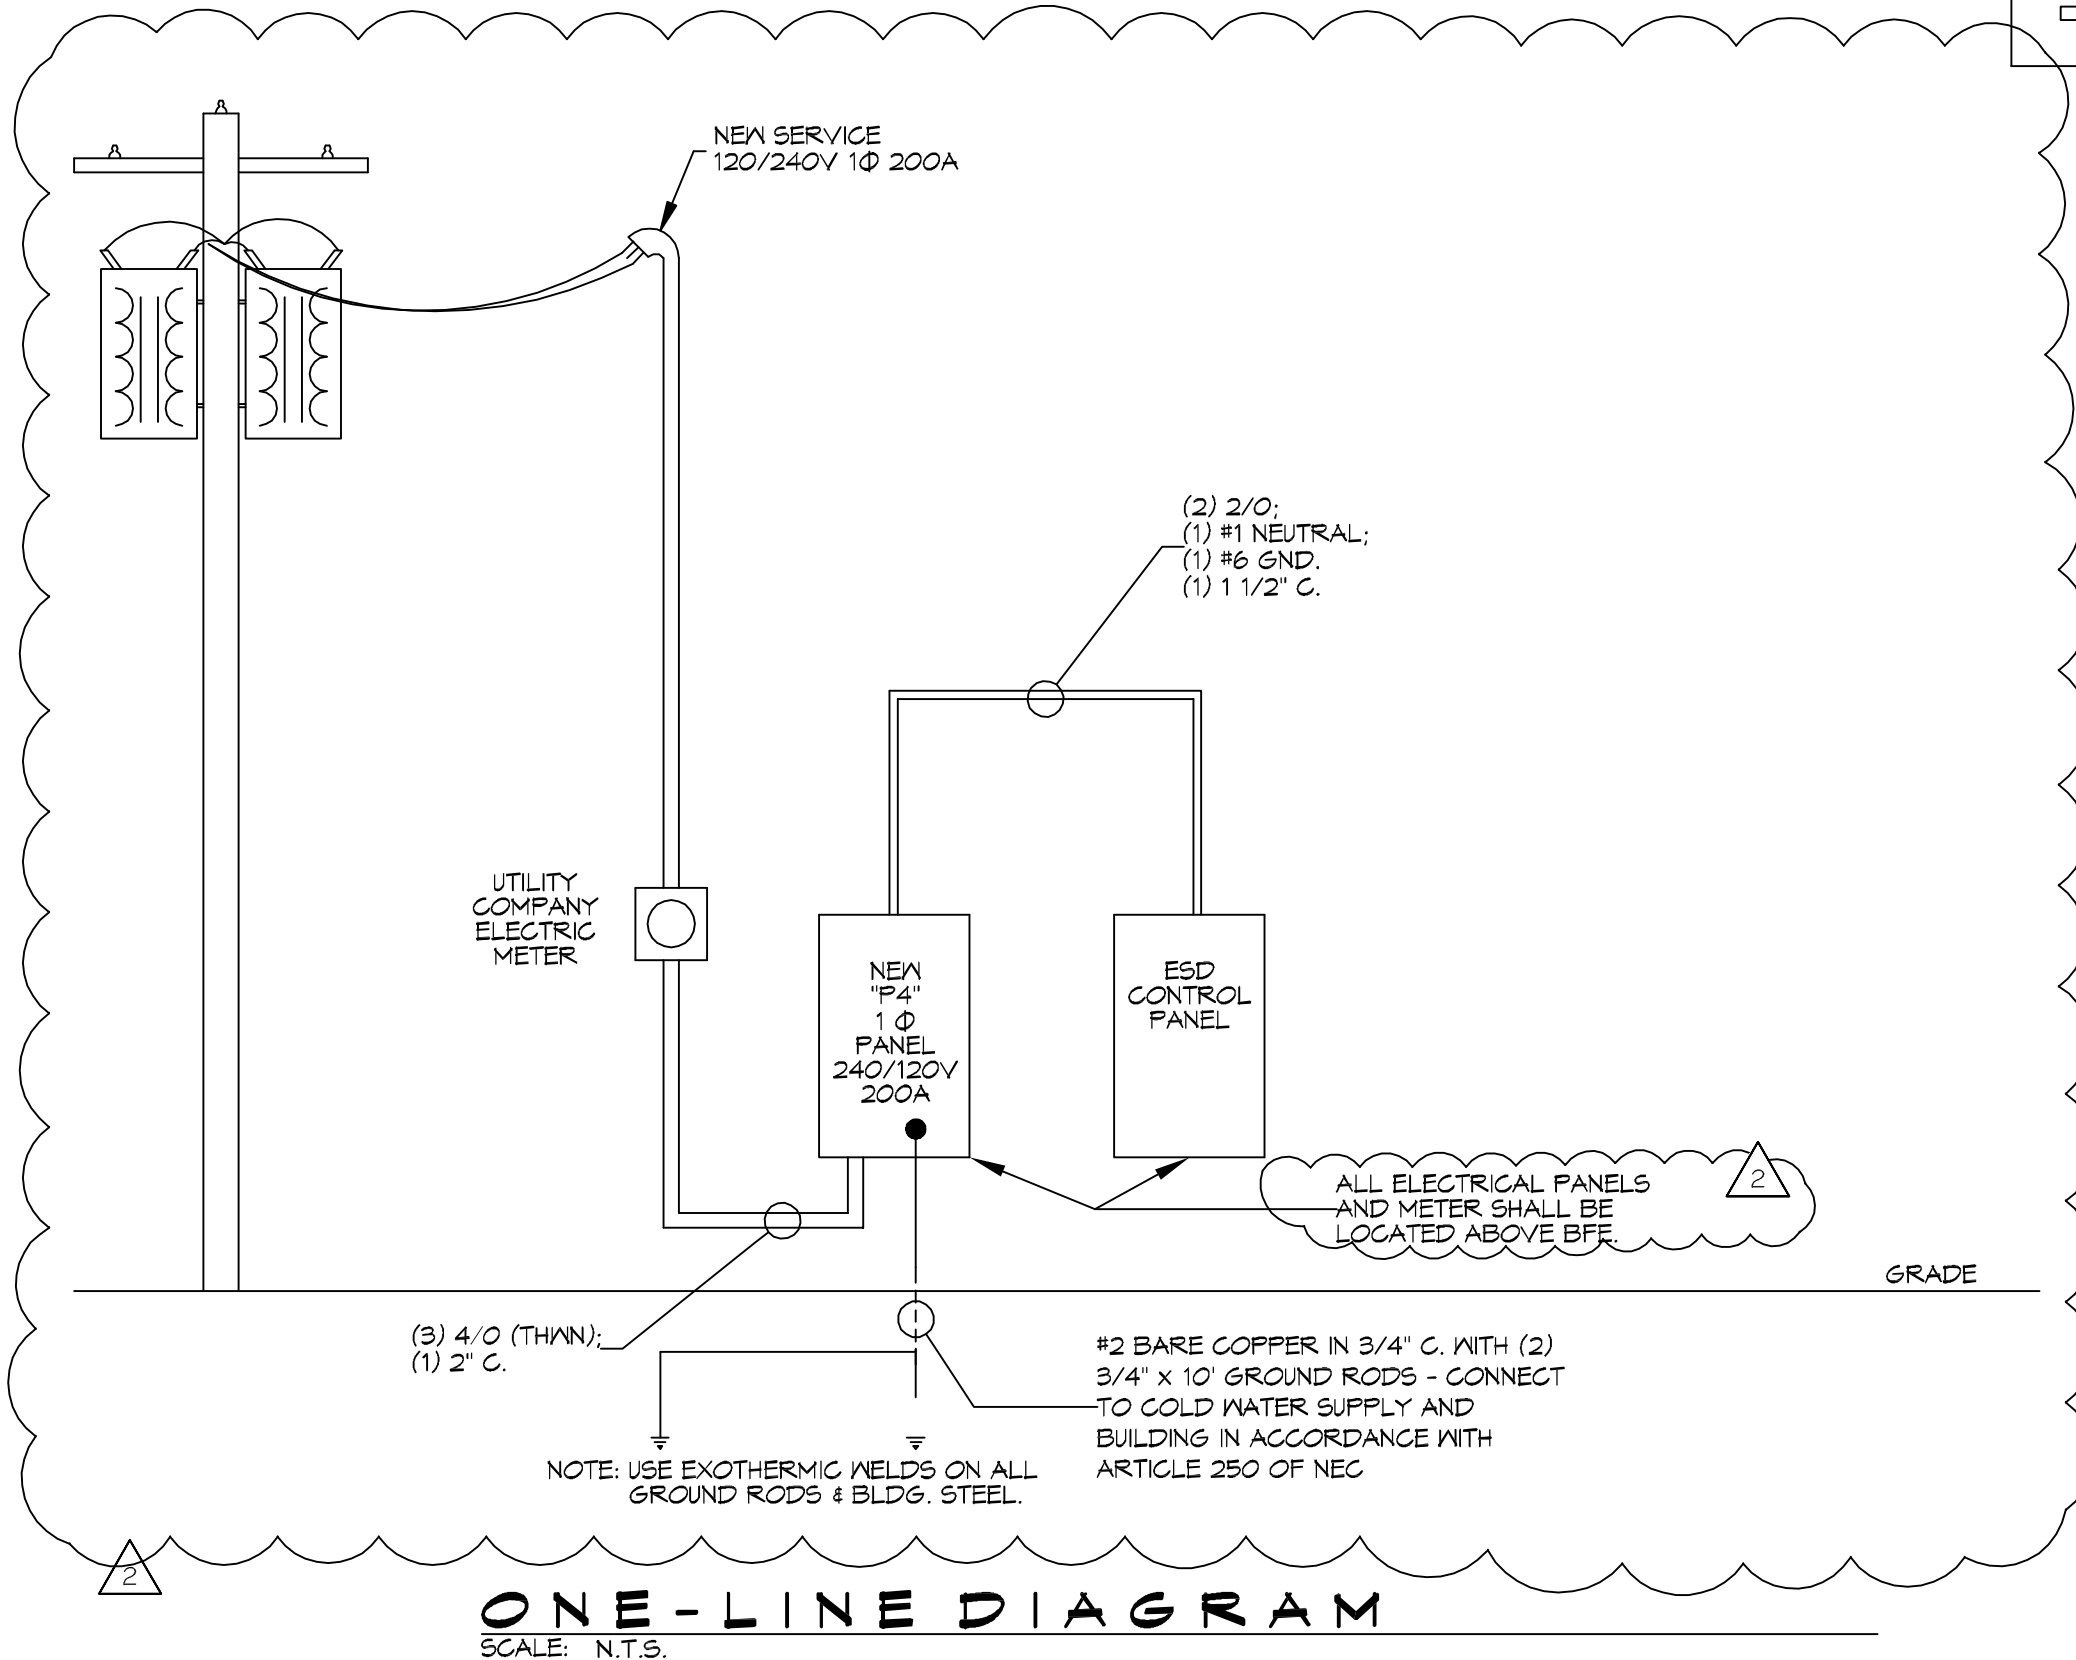 NEW SERVICE
120/240V 1Φ 200A
(2) 2/0;
(1) #1 NEUTRAL;
(1) #6 GND.
(1) 1 1/2" C.
UTILITY
COMPANY
ELECTRIC
METER
NEW
"P4"
1 Φ
PANEL
240/120V
200A
ESD
CONTROL
PANEL
ALL ELECTRICAL PANELS
AND METER SHALL BE
LOCATED ABOVE BFE.
2
GRADE
(3) 4/0 (THWN);
(1) 2" C.
#2 BARE COPPER IN 3/4" C. WITH (2)
3/4" x 10' GROUND RODS - CONNECT
TO COLD WATER SUPPLY AND
BUILDING IN ACCORDANCE WITH
ARTICLE 250 OF NEC
NOTE: USE EXOTHERMIC WELDS ON ALL
GROUND RODS & BLDG. STEEL.
2
ONE-LINE DIAGRAM
SCALE: N.T.S.